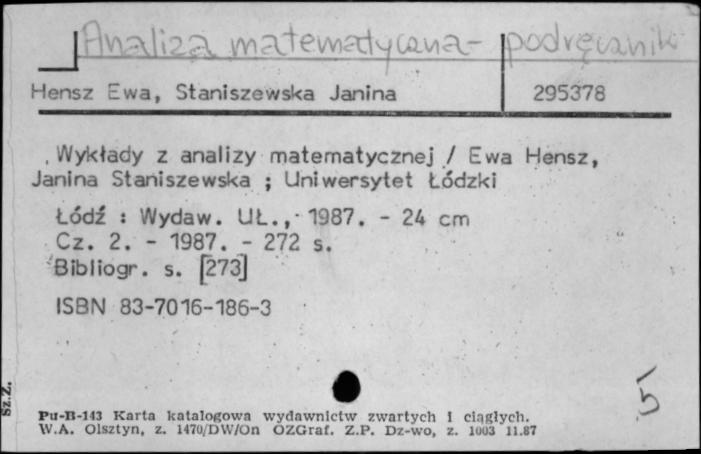 Analiza matematyczna - podręcznik
Hensz Ewa, Staniszewska Janina 295378
Wykłady z analizy matematycznej / Ewa Hensz,
Janina Staniszewska ; Uniwersytet Łódzki
Łódź : Wydaw. UŁ., 1987. - 24 cm
Cz. 2. - 1987. - 272 s.
Bibliogr. s. [273]
ISBN 83-7016-186-3
5
Sz.Z.
Pu-B-143 Karta katalogowa wydawnictw zwartych i ciągłych.
W.A. Olsztyn, z. 1470/DW/On OZGraf. Z.P. Dz-wo, z. 1003 11.87